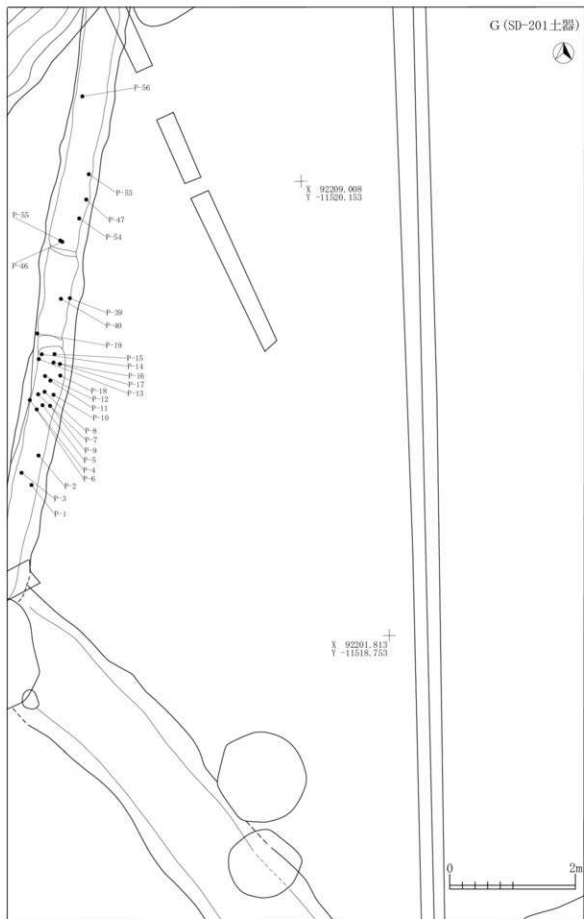 G (SD-201土器)
P-56
P-53
X 92209.008
Y -11520.153
P-47
P-55
P-54
P-46
P-39
P-40
P-19
P-15
P-14
P-16
P-17
P-13
P-18
P-12
P-11
P-10
P-8
P-7
P-9
P-5
P-4
P-6
P-2
P-3
P-1
X 92201.813
Y -11518.753
0 2m